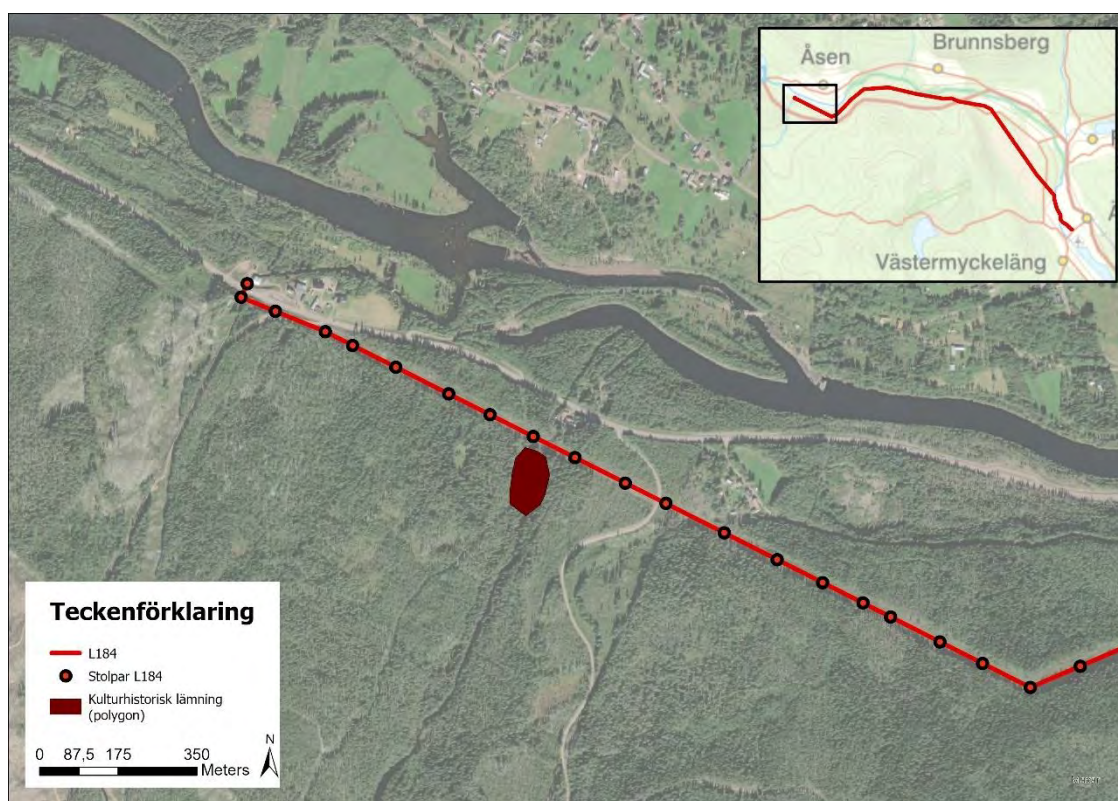 Åsen
Brunnsberg
Västermyckeläng
Teckenförklaring
L184
Stolpar L184
Kulturhistorisk lämning
(polygon)
N
0 87,5 175 350
Meters